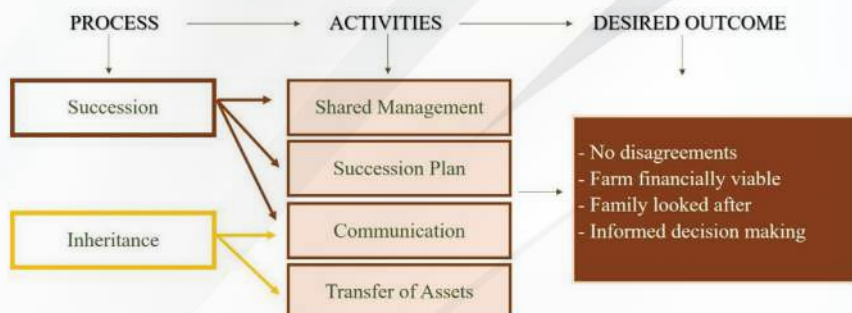 PROCESS
ACTIVITIES
DESIRED OUTCOME
Succession
Inheritance
Shared Management
Succession Plan
Communication
Transfer of Assets
- No disagreements
- Farm financially viable
- Family looked after
- Informed decision making